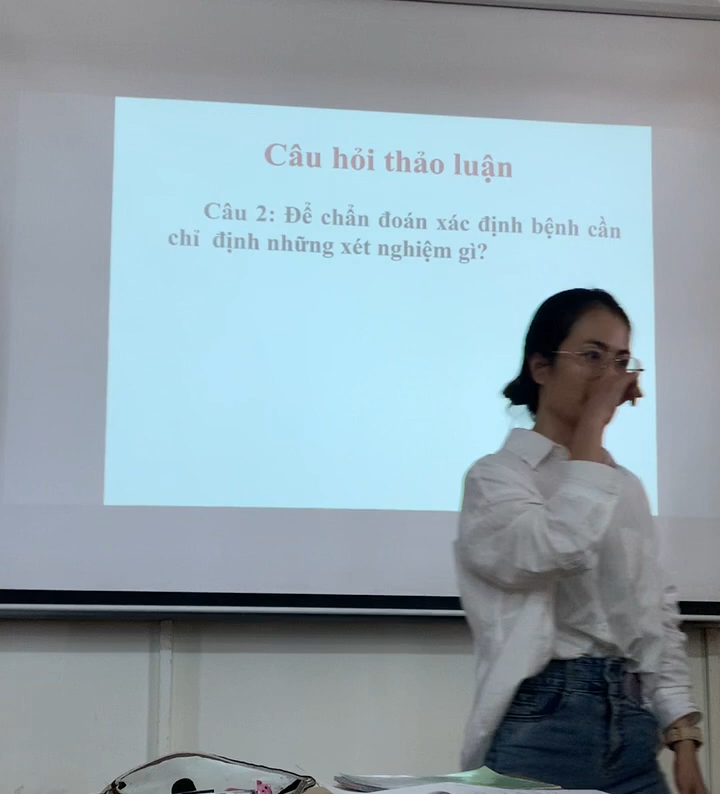 Câu hỏi thảo luận
Câu 2: Để chẩn đoán xác định bệnh cần
chỉ định những xét nghiệm gì?